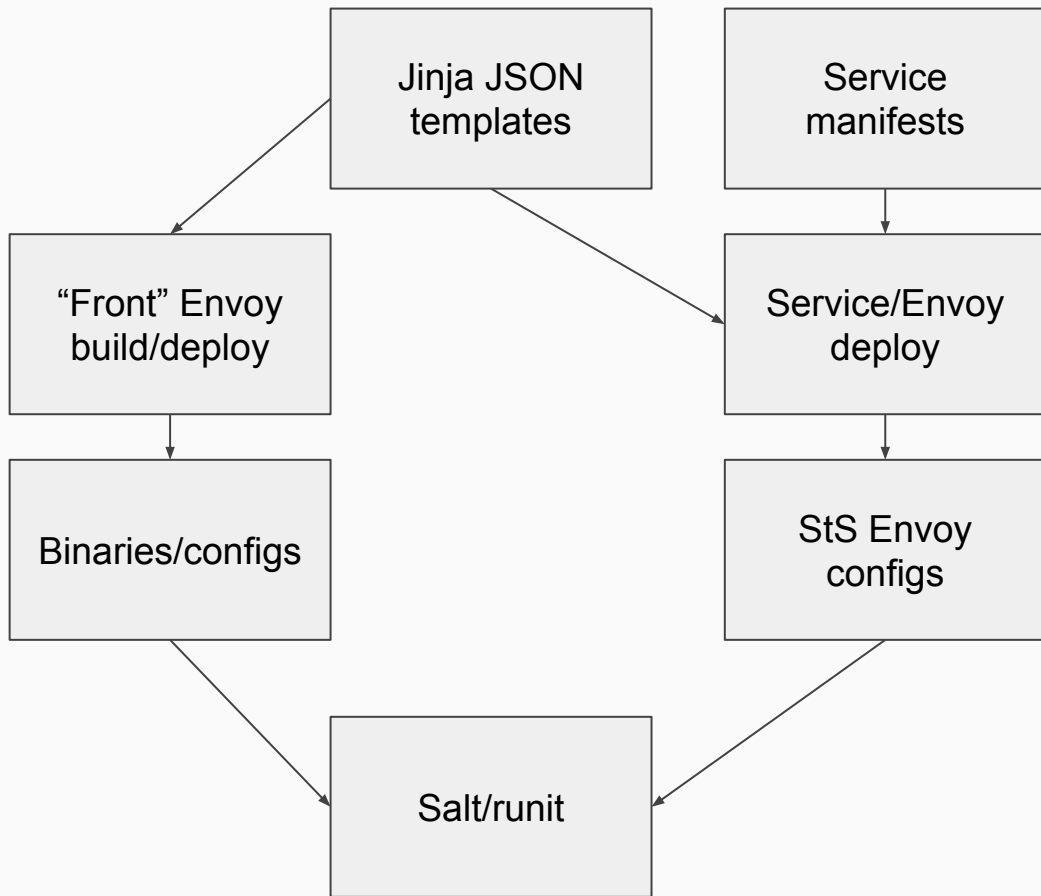 Jinja JSON
templates
Service
manifests
“Front” Envoy
build/deploy
Service/Envoy
deploy
Binaries/configs
StS Envoy
configs
Salt/runit